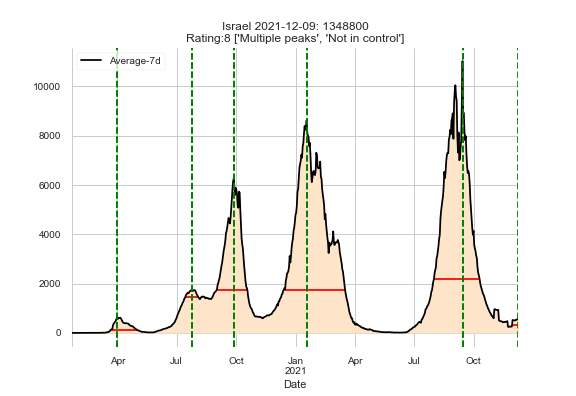 Israel 2021-12-09: 1348800
Rating:8 ['Multiple peaks', 'Not in control']
Average-7d
10000
8000
6000
4000
2000
0
Apr
Jul
Oct
Jan
2021
Apr
Jul
Oct
Date